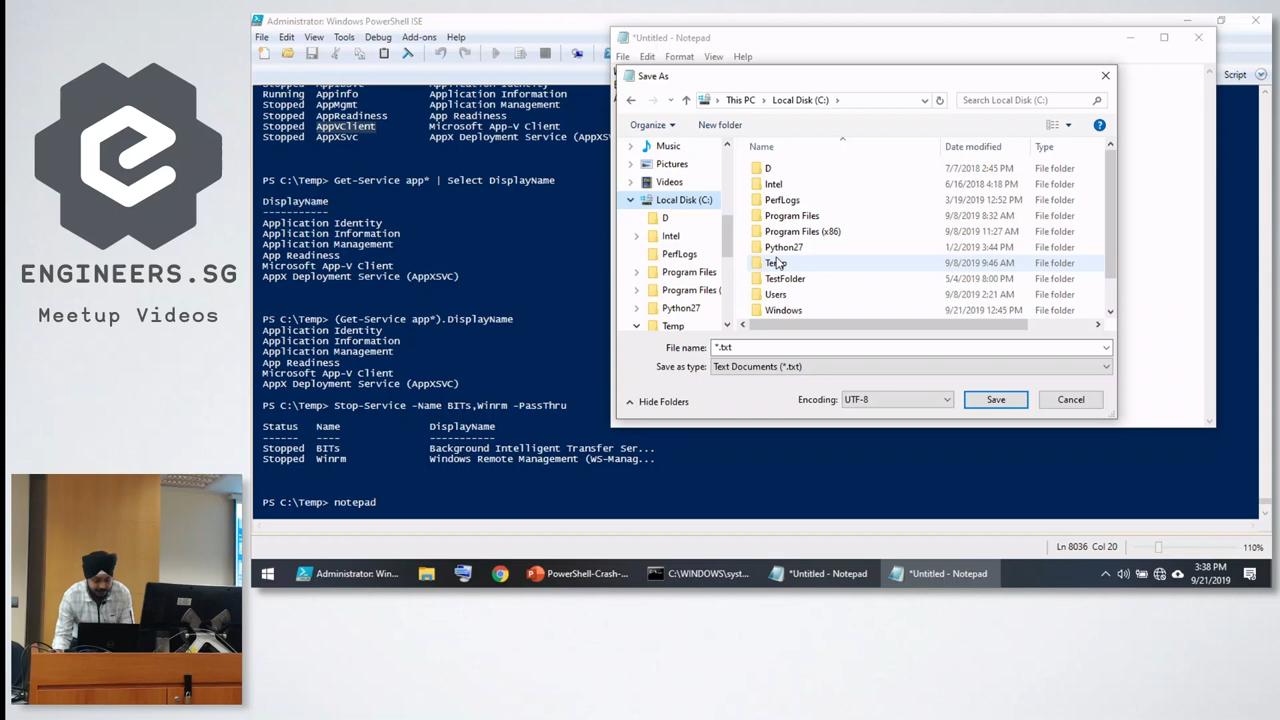 ENGINEERS.SG
Meetup Videos
Administrator: Windows PowerShell ISE
File Edit View Tools Debug Add-ons Help
Script
Running Appinfo Application Information
Stopped AppMgmt Application Management
Stopped AppReadiness App Readiness
Stopped AppVClient Microsoft App-V Client
Stopped AppXSvc AppX Deployment Service (AppXSVC)
PS C:\Temp> Get-Service app* | Select DisplayName
DisplayName
-----------
Application Identity
Application Information
Application Management
App Readiness
Microsoft App-V Client
AppX Deployment Service (AppXSVC)
PS C:\Temp> (Get-Service app*).DisplayName
Application Identity
Application Information
Application Management
App Readiness
Microsoft App-V Client
AppX Deployment Service (AppXSVC)
PS C:\Temp> Stop-Service -Name BITs,Winrm -PassThru
Status Name DisplayName
------ ---- -----------
Stopped BITs Background Intelligent Transfer Ser...
Stopped Winrm Windows Remote Management (WS-Manag...
PS C:\Temp> notepad
*Untitled - Notepad
File Edit Format View Help
Save As
This PC > Local Disk (C:) >
Search Local Disk (C:)
Organize New folder
Music
Pictures
Videos
Local Disk (C:)
D
Intel
PerfLogs
Program Files
Program Files (
Python27
Temp
Name Date modified Type
D 7/7/2018 2:45 PM File folder
Intel 6/16/2018 4:18 PM File folder
PerfLogs 3/19/2019 12:52 PM File folder
Program Files 9/8/2019 8:32 AM File folder
Program Files (x86) 9/8/2019 11:27 AM File folder
Python27 1/2/2019 3:44 PM File folder
Temp 9/8/2019 9:46 AM File folder
TestFolder 5/4/2019 8:00 PM File folder
Users 9/8/2019 2:21 AM File folder
Windows 9/21/2019 12:45 PM File folder
File name: *.txt
Save as type: Text Documents (*.txt)
Hide Folders Encoding: UTF-8 Save Cancel
Ln 8036 Col 20 110%
Administrator: Win... PowerShell-Crash-... C:\WINDOWS\syst... *Untitled - Notepad *Untitled - Notepad
3:38 PM
9/21/2019